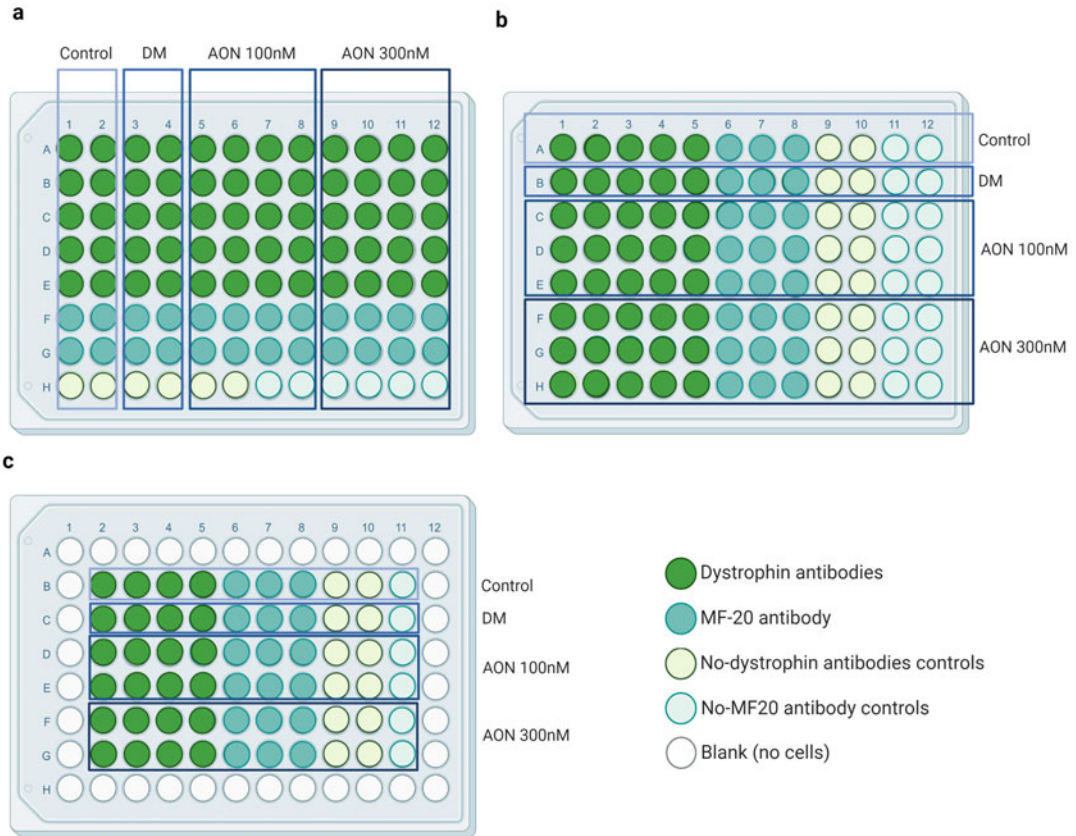 a
Control DM AON 100nM AON 300nM
1 2 3 4 5 6 7 8 9 10 11 12
A
B
C
D
E
F
G
H
b
1 2 3 4 5 6 7 8 9 10 11 12
A
B
C
D
E
F
G
H
Control
DM
AON 100nM
AON 300nM
c
1 2 3 4 5 6 7 8 9 10 11 12
A
B
C
D
E
F
G
H
Control
DM
AON 100nM
AON 300nM
Dystrophin antibodies
MF-20 antibody
No-dystrophin antibodies controls
No-MF20 antibody controls
Blank (no cells)